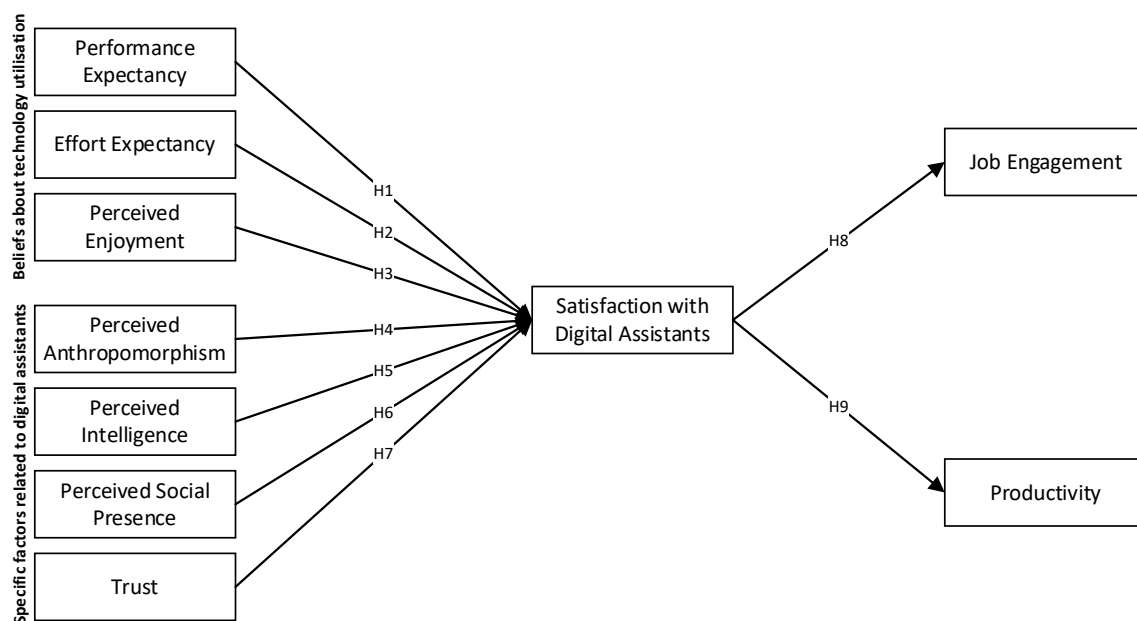 Beliefs about technology utilisation
Performance
Expectancy
Effort Expectancy
Perceived
Enjoyment
Specific factors related to digital assistants
Perceived
Anthropomorphism
Perceived
Intelligence
Perceived Social
Presence
Trust
H1
H2
H3
H4
H5
H6
H7
Satisfaction with
Digital Assistants
H8
H9
Job Engagement
Productivity